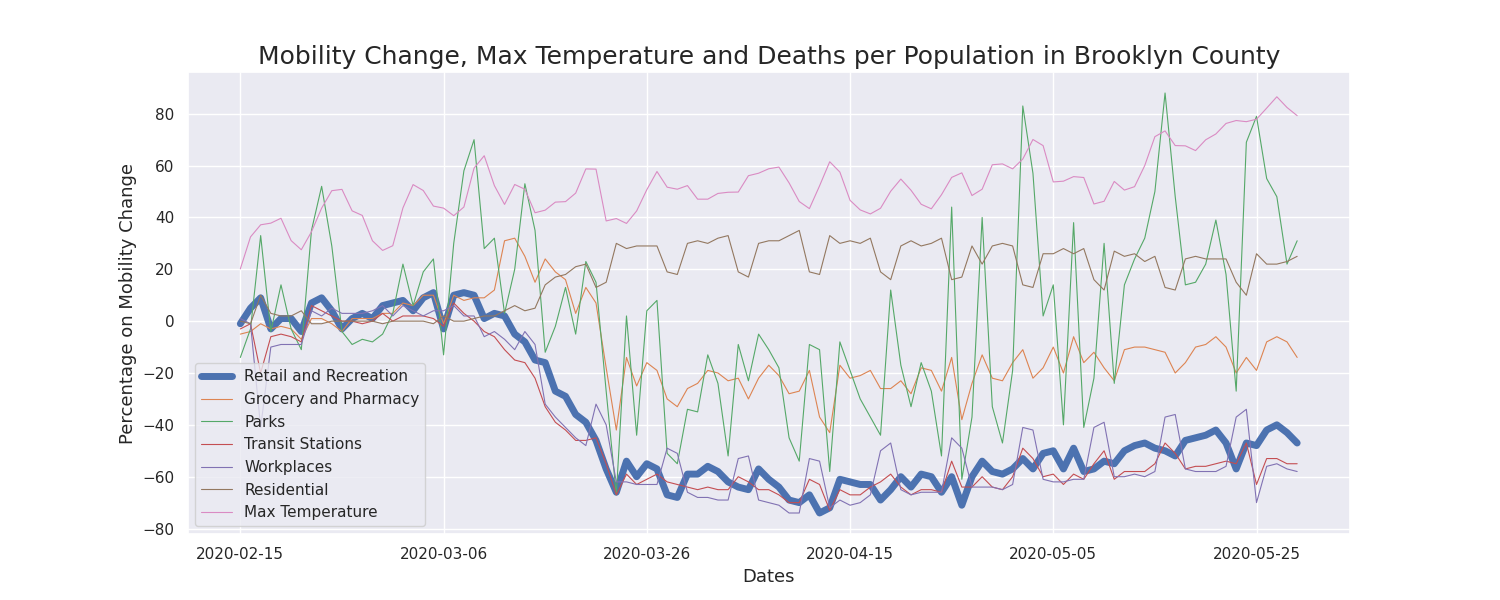 Mobility Change, Max Temperature and Deaths per Population in Brooklyn County
Percentage on Mobility Change
80
60
40
20
0
−20
−40
−60
−80
Retail and Recreation
Grocery and Pharmacy
Parks
Transit Stations
Workplaces
Residential
Max Temperature
2020-02-15 2020-03-06 2020-03-26 2020-04-15 2020-05-05 2020-05-25
Dates